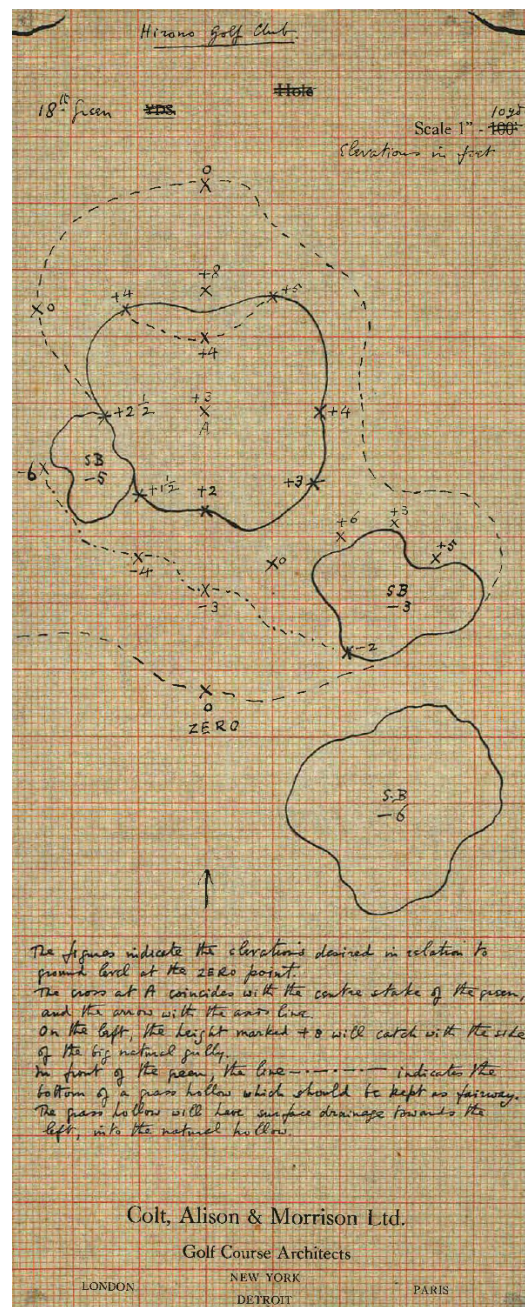 Hirono Golf Club.
Hole
18th Green YDS.
10yds
Scale 1" - 100'
Elevations in feet
0
+8
+4
+5
0
+4
+3
A
+2 1/2
+4
SB
-5
-6
+1 1/2
+2
+3
+6
+3
+5
0
-4
-3
SB
-3
-2
0
ZERO
S.B
-6
The figures indicate the elevations desired in relation to
ground level at the ZERO point.
The cross at A coincides with the centre stake of the green,
and the arrow with the axis line.
On the left, the height marked +8 will catch with the side
of the big natural gully.
In front of the green, the line —·—·—·— indicates the
bottom of a grass hollow which should be kept as fairway.
The grass hollow will have surface drainage towards the
left, into the natural hollow.
Colt, Alison & Morrison Ltd.
Golf Course Architects
LONDON NEW YORK PARIS
DETROIT